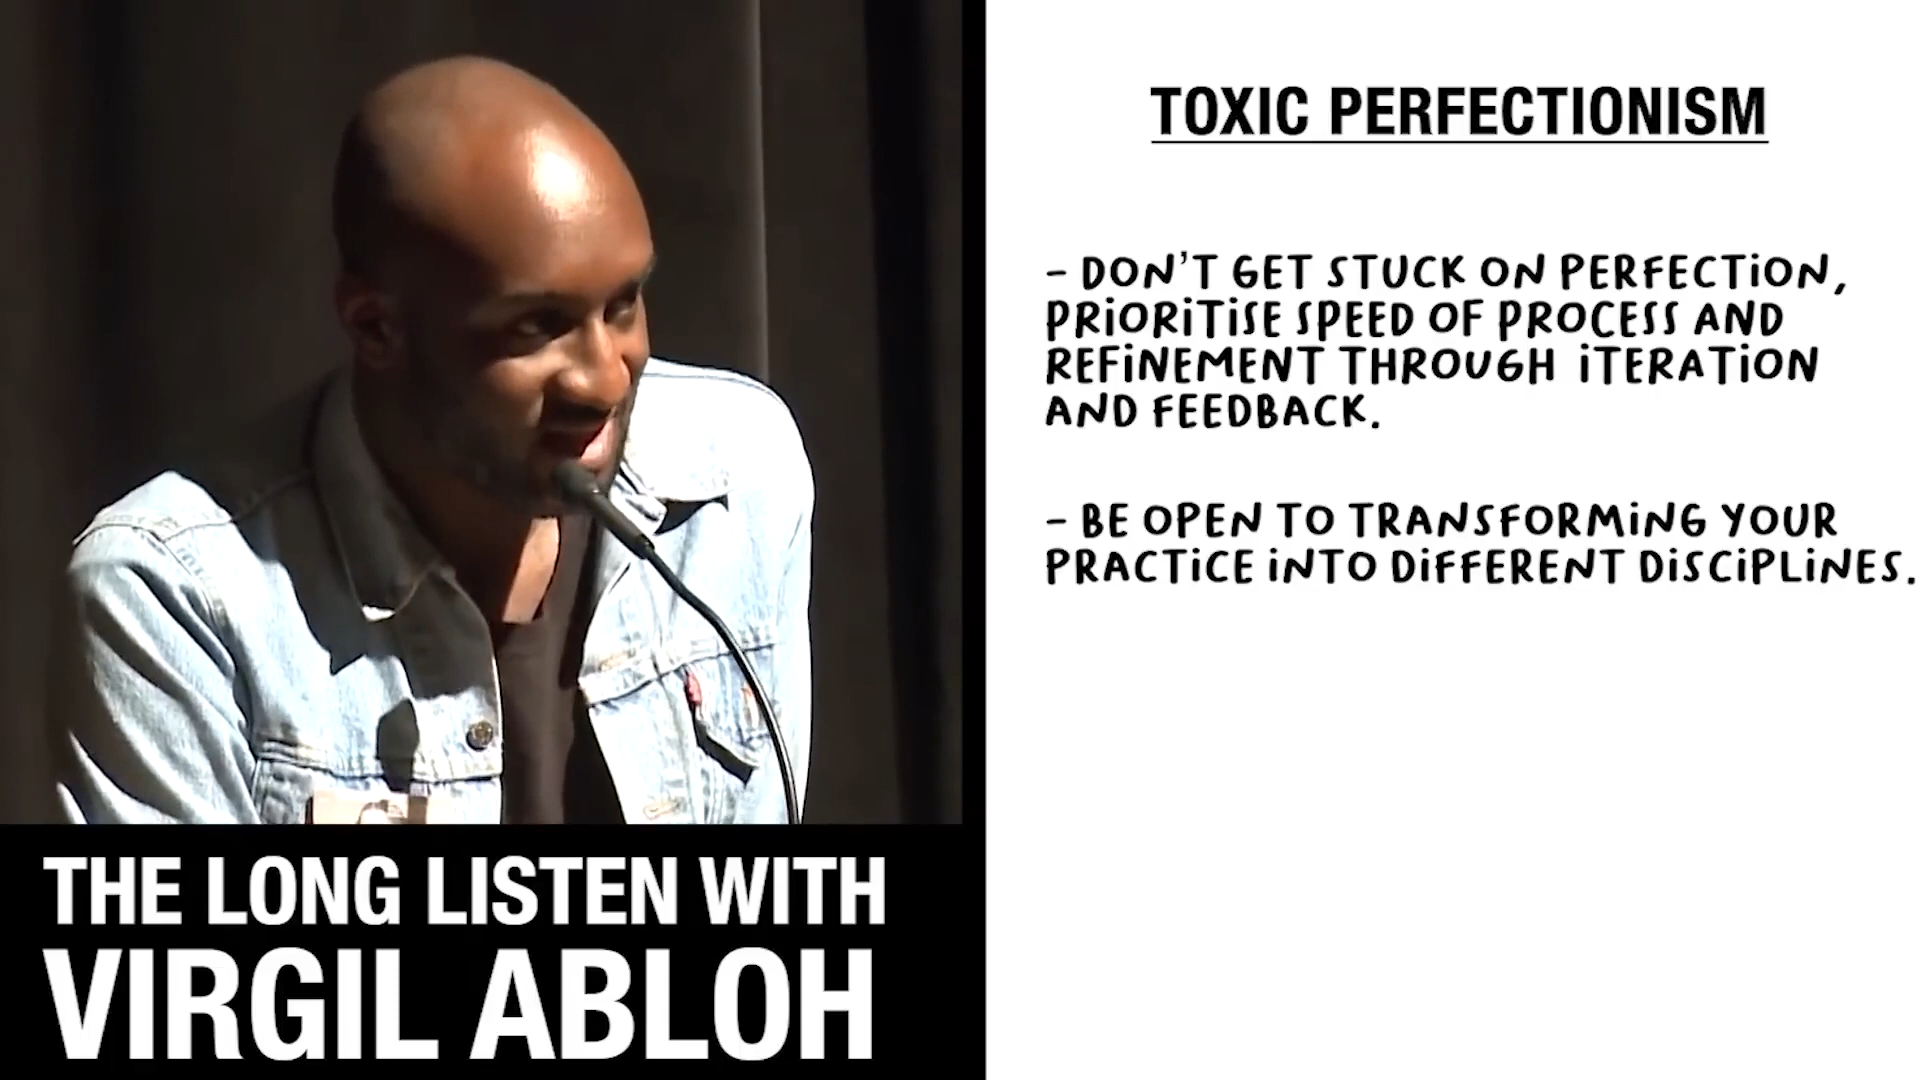 THE LONG LISTEN WITH
VIRGIL ABLOH
TOXIC PERFECTIONISM
- DON'T GET STUCK ON PERFECTION,
PRiORiTiSE SPEED OF PROCESS AND
REFiNEMENT THROUGH iTERATiON
AND FEEDBACK.
- BE OPEN TO TRANSFORMiNG YOUR
PRACTiCE iNTO DiFFERENT DiSCiPLiNES.